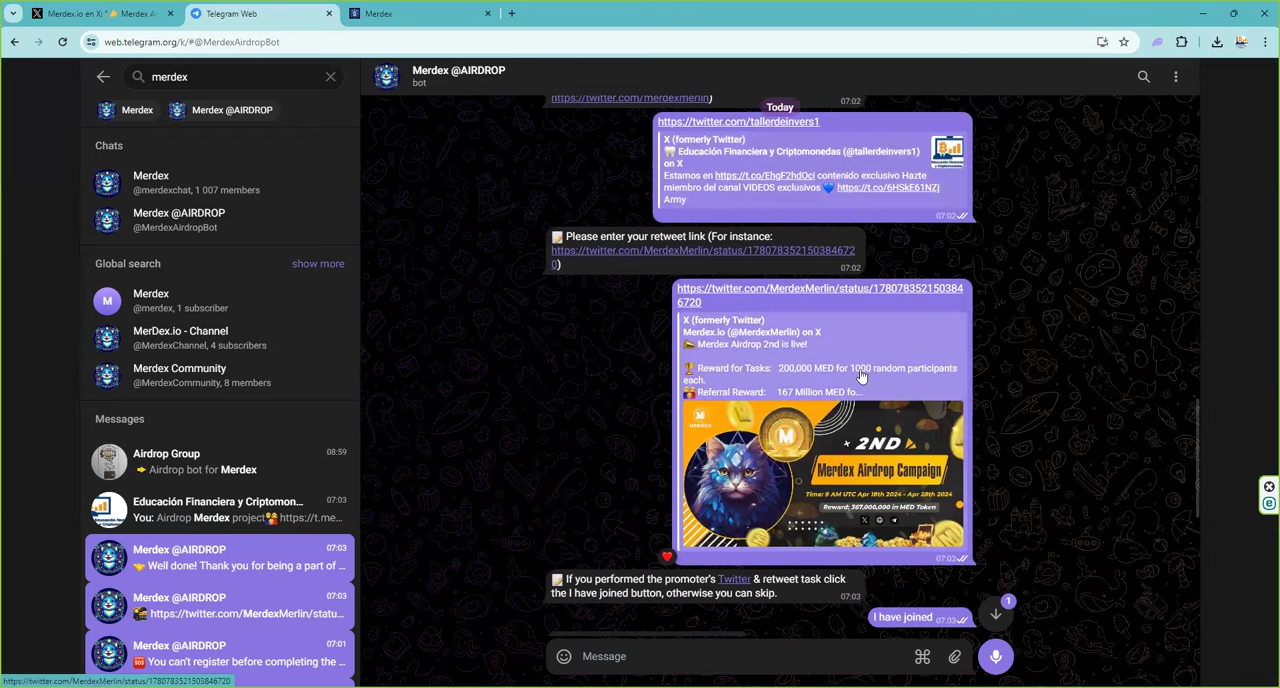 Merdex.io en X: "🔔 Merdex A
Telegram Web
Merdex
web.telegram.org/k/#@MerdexAirdropBot
merdex
Merdex
Merdex @AIRDROP
Chats
Merdex
@merdexchat, 1 007 members
Merdex @AIRDROP
@MerdexAirdropBot
Global search
show more
Merdex
@merdex, 1 subscriber
MerDex.io - Channel
@MerdexChannel, 4 subscribers
Merdex Community
@MerdexCommunity, 8 members
Messages
Airdrop Group
08:59
Airdrop bot for Merdex
Educación Financiera y Criptomon...
07:03
You: Airdrop Merdex project👪https://t.me...
Merdex @AIRDROP
07:03
🤝 Well done! Thank you for being a part of ...
Merdex @AIRDROP
07:03
https://twitter.com/MerdexMerlin/statu...
Merdex @AIRDROP
07:01
🆘 You can't register before completing the ...
https://twitter.com/MerdexMerlin/status/1780783521503846720
Merdex @AIRDROP
bot
https://twitter.com/merdexmerlin)
07:02
Today
https://twitter.com/tallerdeinvers1
X (formerly Twitter)
Educación Financiera y Criptomonedas (@tallerdeinvers1)
on X
Estamos en https://t.co/EhgF2hdOci contenido exclusivo Hazte
miembro del canal VIDEOS exclusivos 💙 https://t.co/6HSkE61NZj
Army
07:02
📝 Please enter your retweet link (For instance:
https://twitter.com/MerdexMerlin/status/178078352150384672
0)
07:02
https://twitter.com/MerdexMerlin/status/178078352150384
6720
X (formerly Twitter)
Merdex.io (@MerdexMerlin) on X
Merdex Airdrop 2nd is live!
🏆 Reward for Tasks: 200,000 MED for 1000 random participants
each.
👪 Referral Reward: 167 Million MED fo...
MERDEX
M
2ND
Merdex Airdrop Campaign
Time: 9 AM UTC Apr 18th 2024 - Apr 28th 2024
Reward: 367,000,000 in MED Token
07:03
📝 If you performed the promoter's Twitter & retweet task click
the I have joined button, otherwise you can skip.
07:03
I have joined
07:03
1
Message